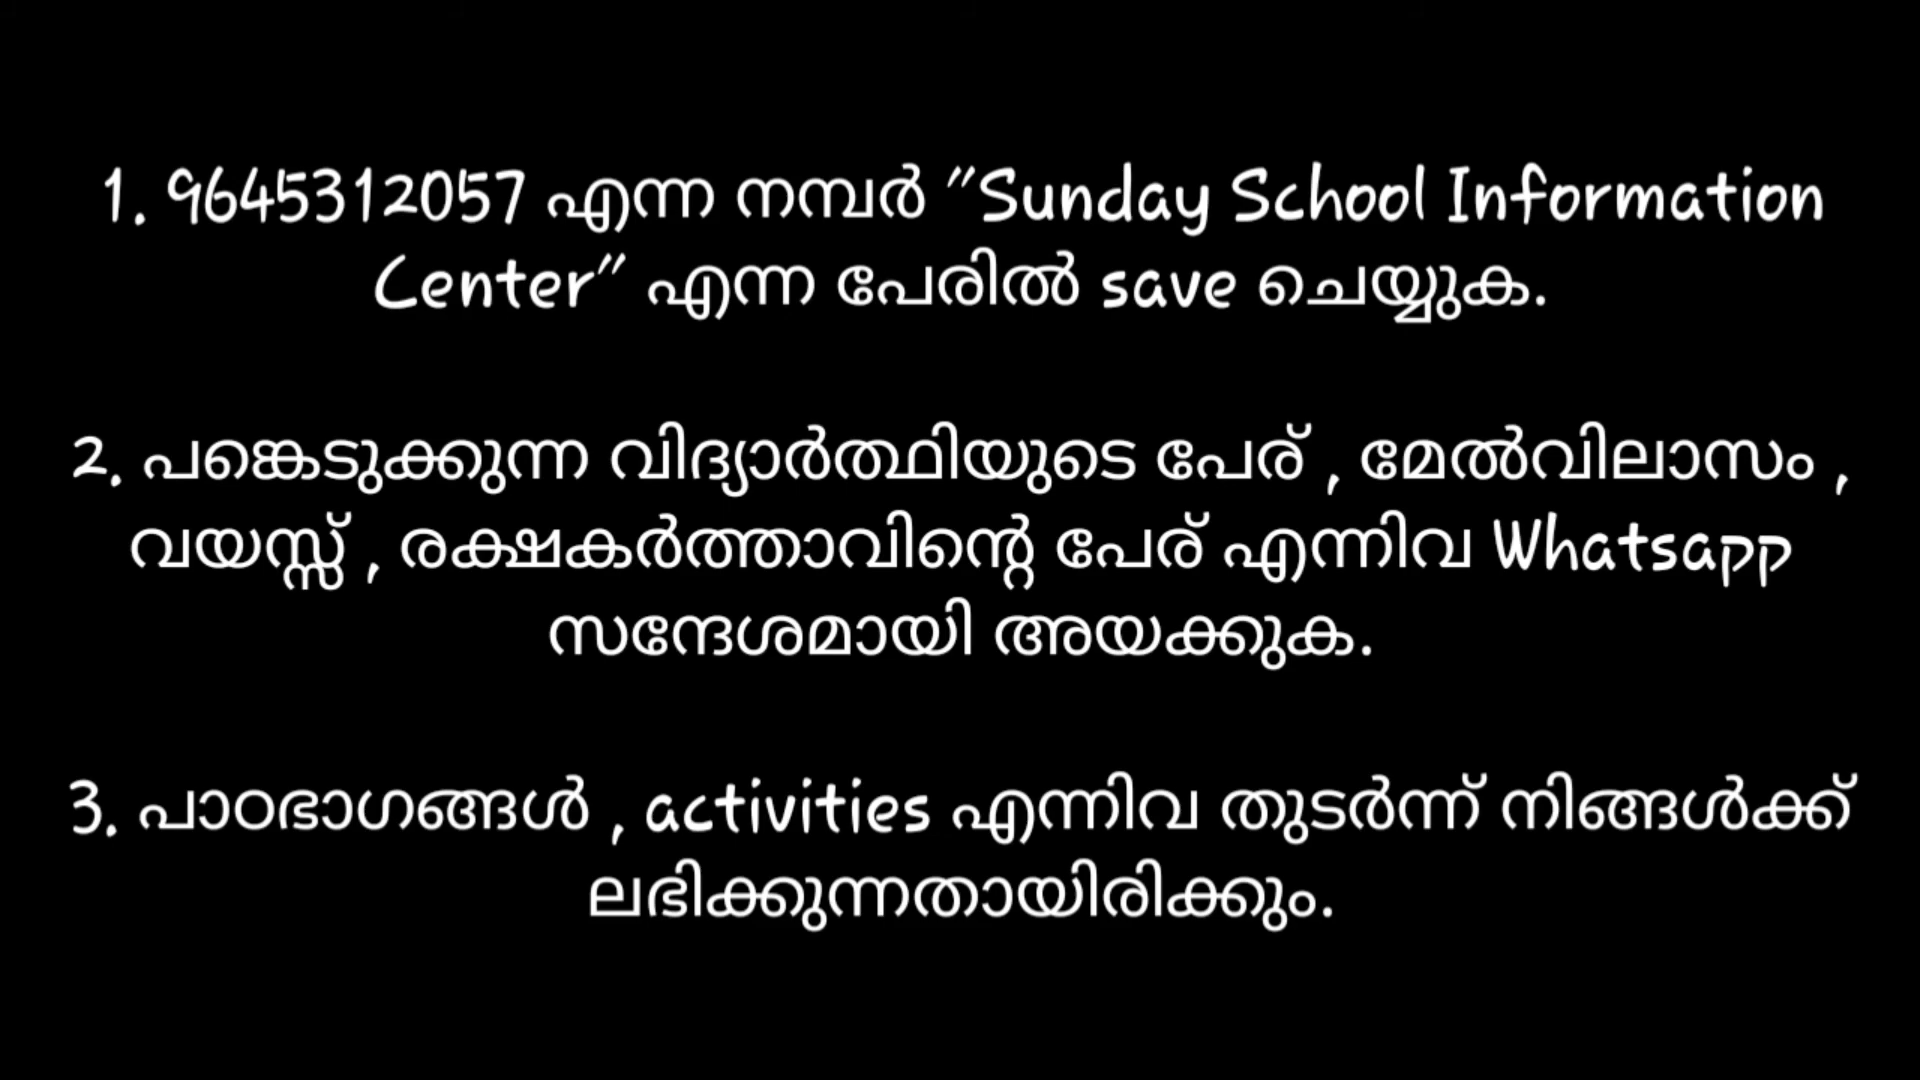 1. 9645312057 എന്ന നമ്പർ "Sunday School Information
Center" എന്ന പേരിൽ save ചെയ്യുക.
2. പങ്കെടുക്കുന്ന വിദ്യാർത്ഥിയുടെ പേര് , മേൽവിലാസം ,
വയസ്സ് , രക്ഷകർത്താവിന്റെ പേര് എന്നിവ Whatsapp
സന്ദേശമായി അയക്കുക.
3. പാഠഭാഗങ്ങൾ , activities എന്നിവ തുടർന്ന് നിങ്ങൾക്ക്
ലഭിക്കുന്നതായിരിക്കും.